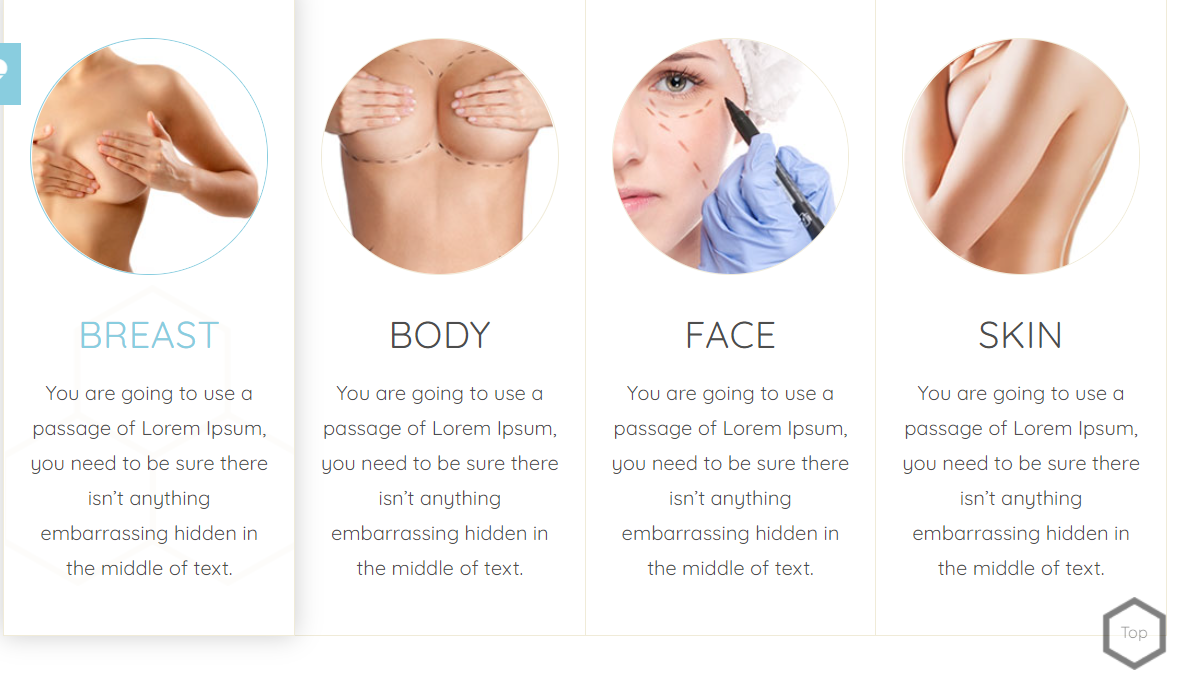 BREAST
You are going to use a
passage of Lorem Ipsum,
you need to be sure there
isn’t anything
embarrassing hidden in
the middle of text.
BODY
You are going to use a
passage of Lorem Ipsum,
you need to be sure there
isn’t anything
embarrassing hidden in
the middle of text.
FACE
You are going to use a
passage of Lorem Ipsum,
you need to be sure there
isn’t anything
embarrassing hidden in
the middle of text.
SKIN
You are going to use a
passage of Lorem Ipsum,
you need to be sure there
isn’t anything
embarrassing hidden in
the middle of text.
Top